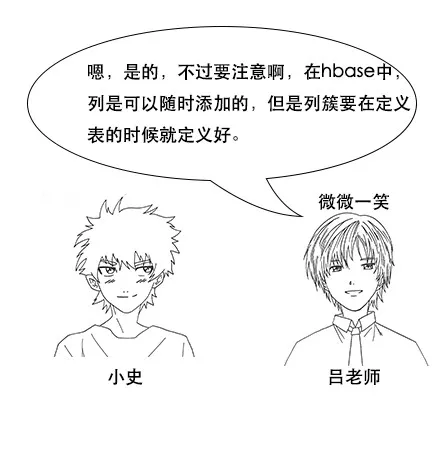 嗯，是的，不过要注意啊，在hbase中，
列是可以随时添加的，但是列簇要在定义
表的时候就定义好。
微微一笑
小史
吕老师